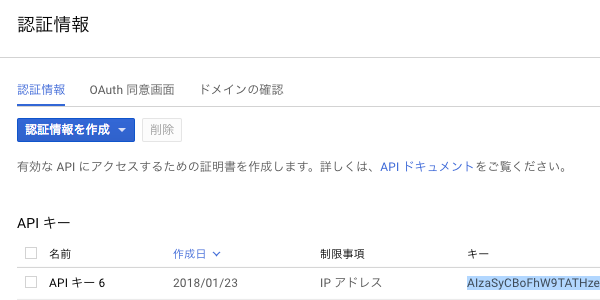 認証情報
認証情報 OAuth 同意画面 ドメインの確認
認証情報を作成 削除
有効な API にアクセスするための証明書を作成します。詳しくは、API ドキュメントをご覧ください。
API キー
名前 作成日 制限事項 キー
API キー 6 2018/01/23 IP アドレス AIzaSyCBoFhW9TATHze